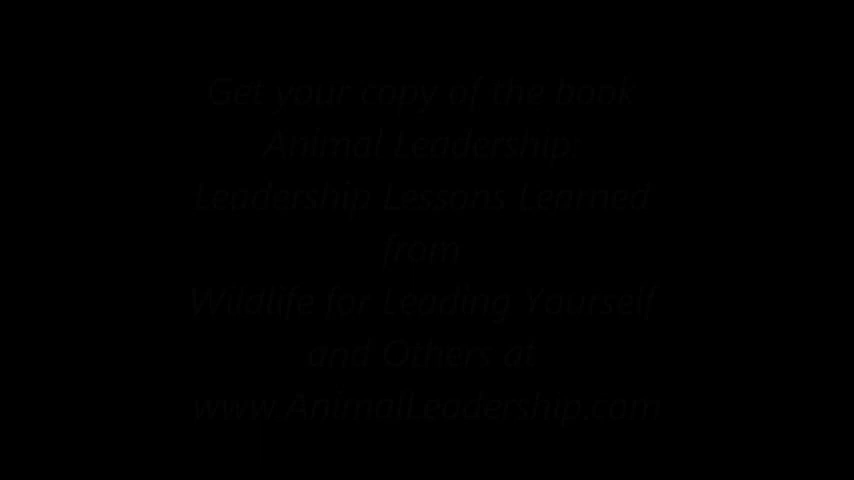 Get your copy of the book
Animal Leadership:
Leadership Lessons Learned
from
Wildlife for Leading Yourself
and Others at
www.AnimalLeadership.com